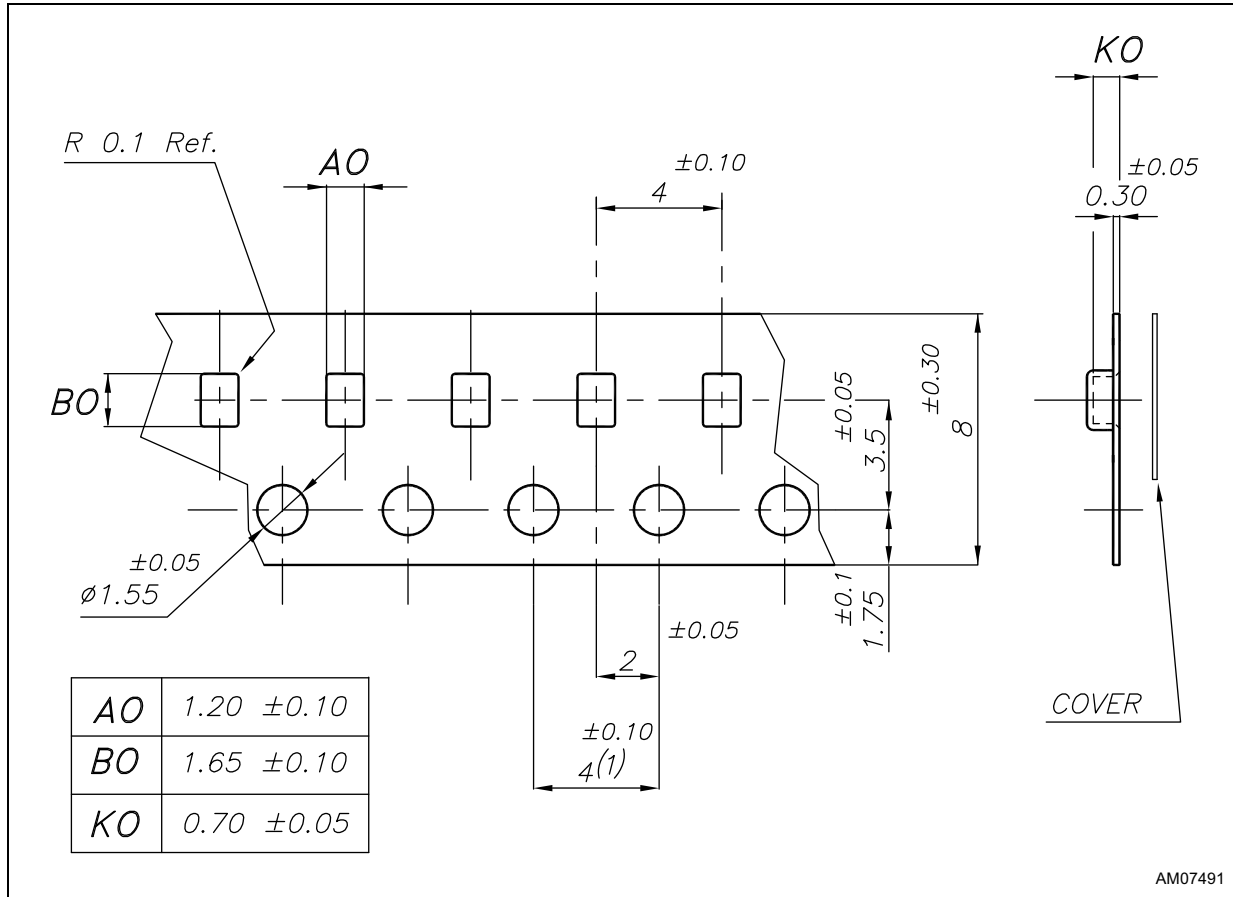 KO
R 0.1 Ref.
AO
±0.10
4
±0.05
0.30
BO
±0.05
3.5
±0.30
8
±0.05
ø1.55
±0.1
1.75
±0.05
2
±0.10
4(1)
COVER
AO 1.20 ±0.10
BO 1.65 ±0.10
KO 0.70 ±0.05
AM07491